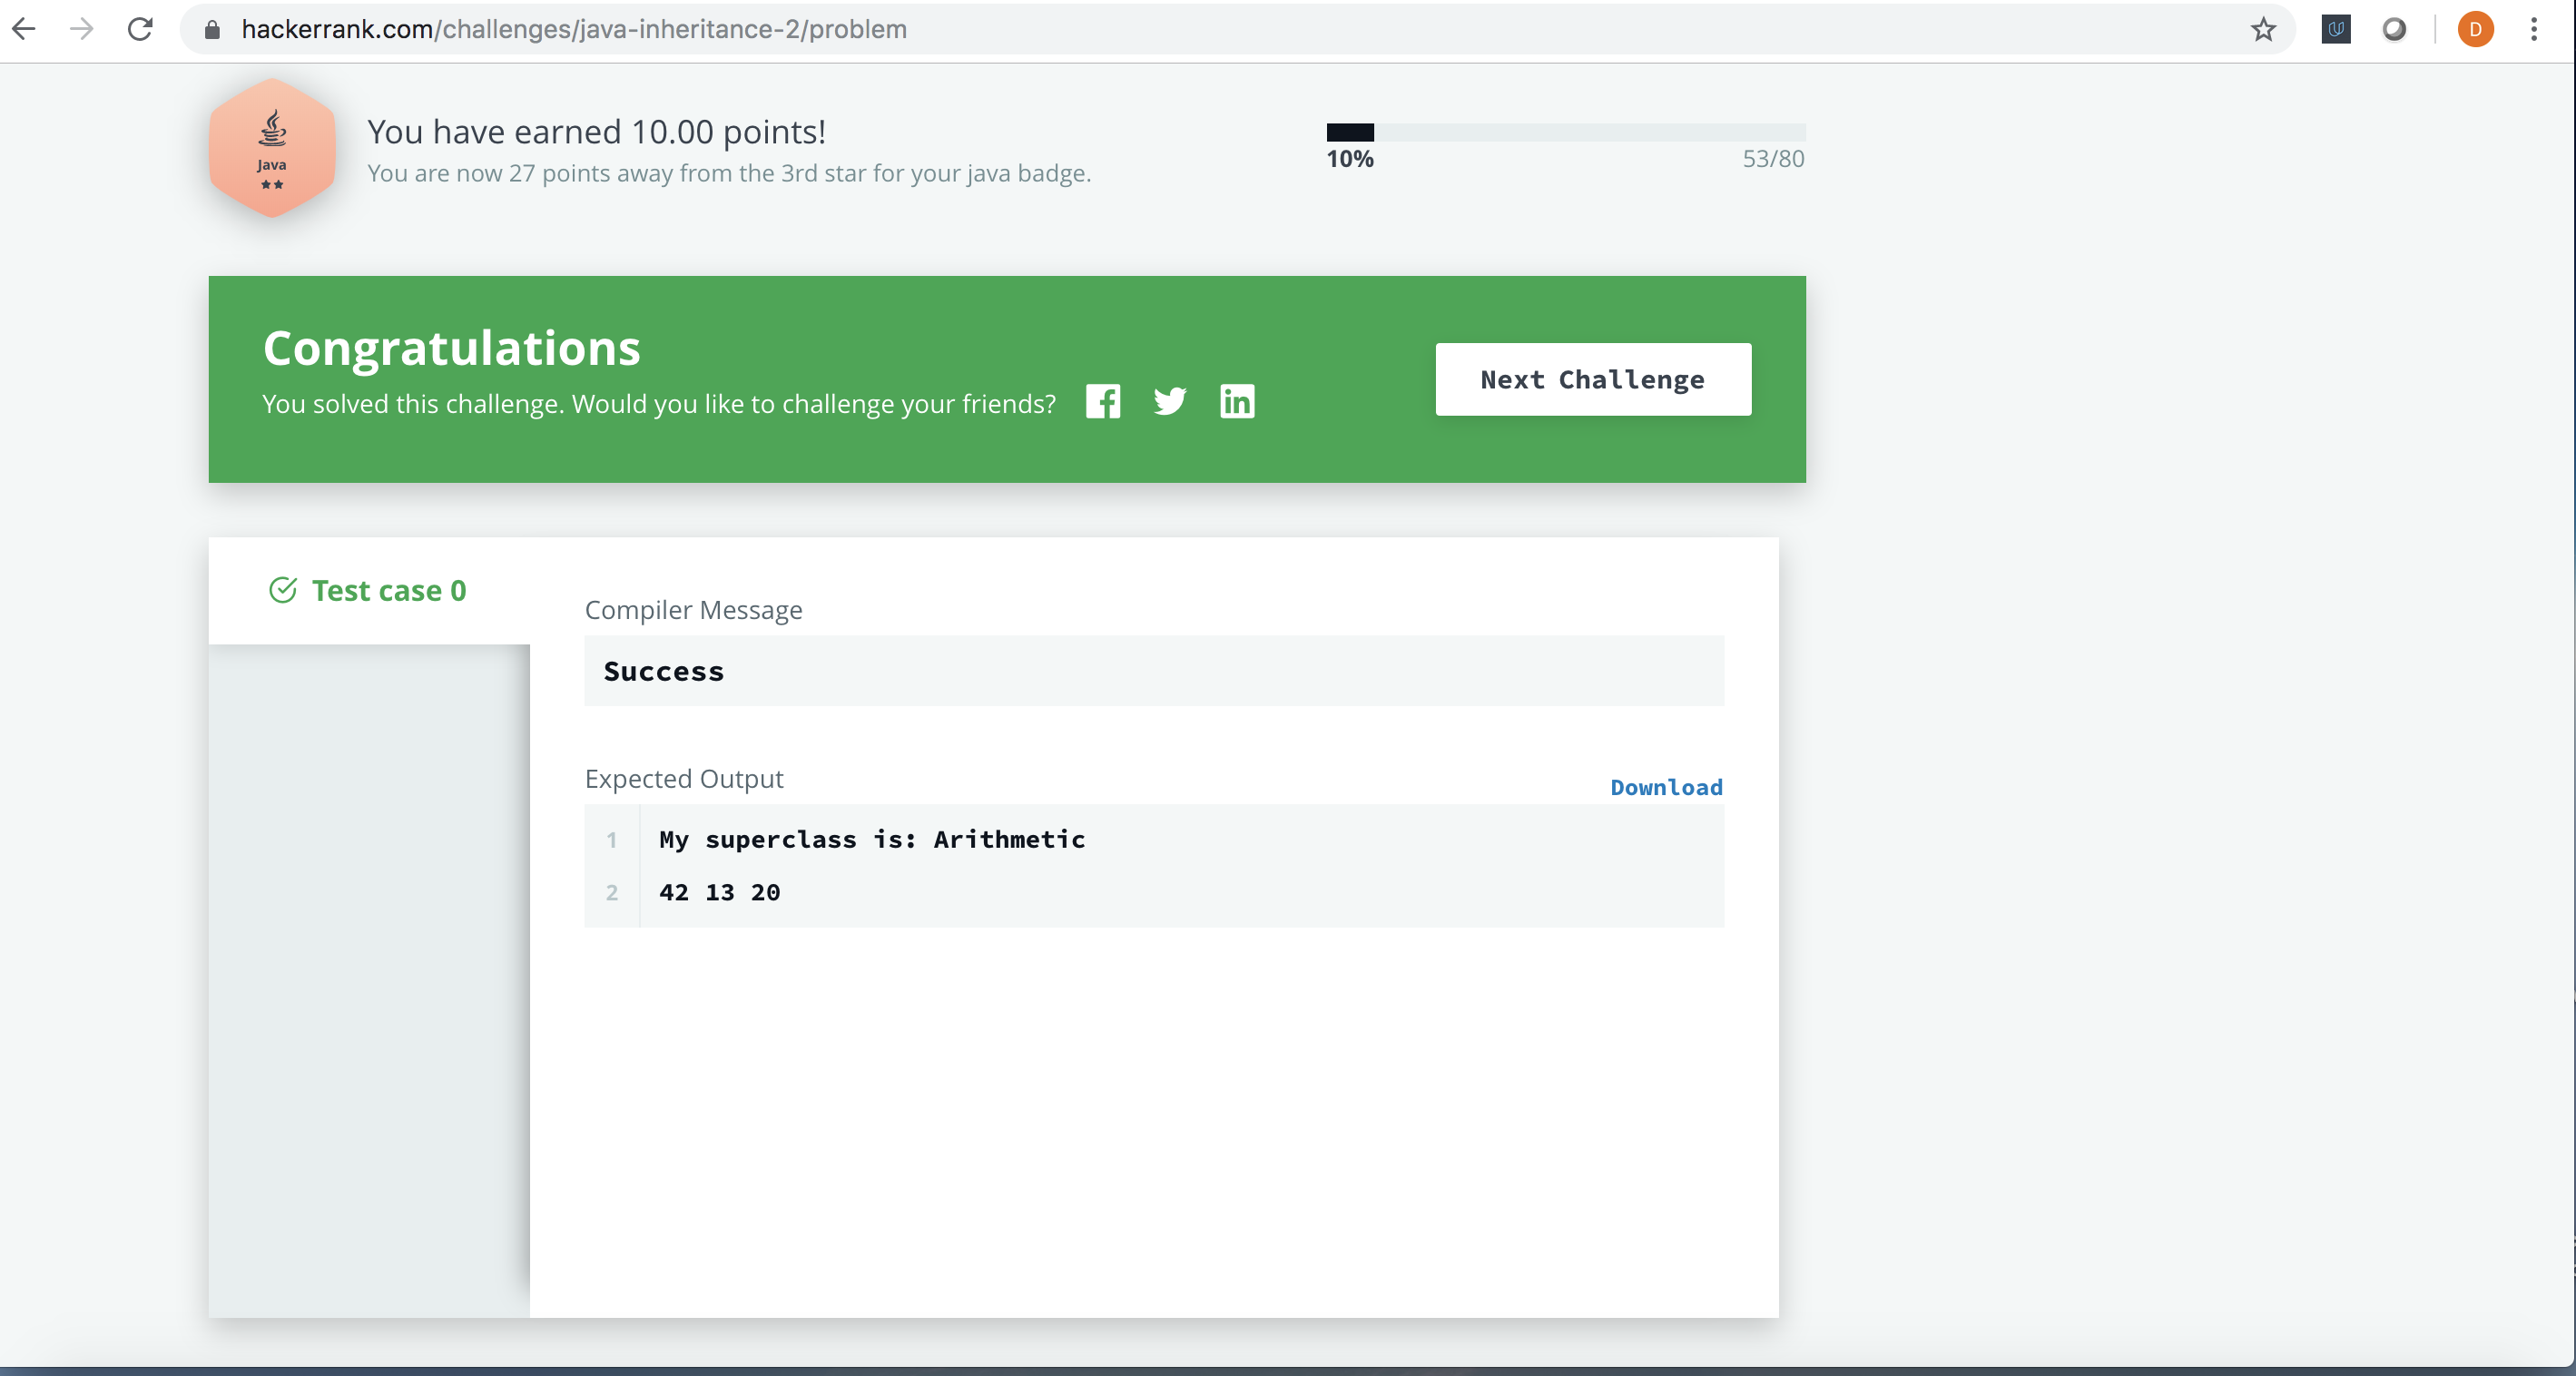 hackerrank.com/challenges/java-inheritance-2/problem
D
Java
You have earned 10.00 points!
You are now 27 points away from the 3rd star for your java badge.
10%
53/80
Congratulations
You solved this challenge. Would you like to challenge your friends?
Next Challenge
Test case 0
Compiler Message
Success
Expected Output
Download
1 My superclass is: Arithmetic
2 42 13 20